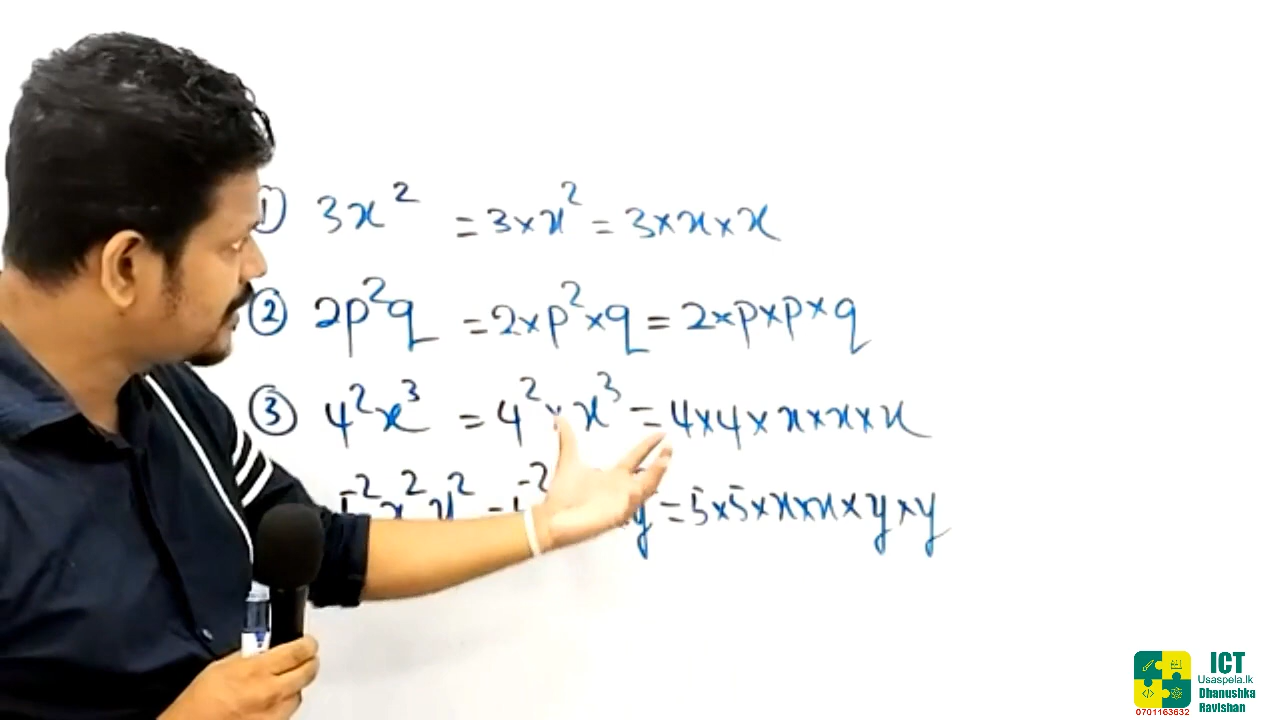 ① 3x² = 3×x² = 3×x×x
② 2p²q = 2×p²×q = 2×p×p×q
③ 4²x³ = 4²×x³ = 4×4×x×x×x
5²x²y² = 5² y = 5×5×x×x×y×y
ICT
Usaspela.lk
Dhanushka
Ravishan
0701163632